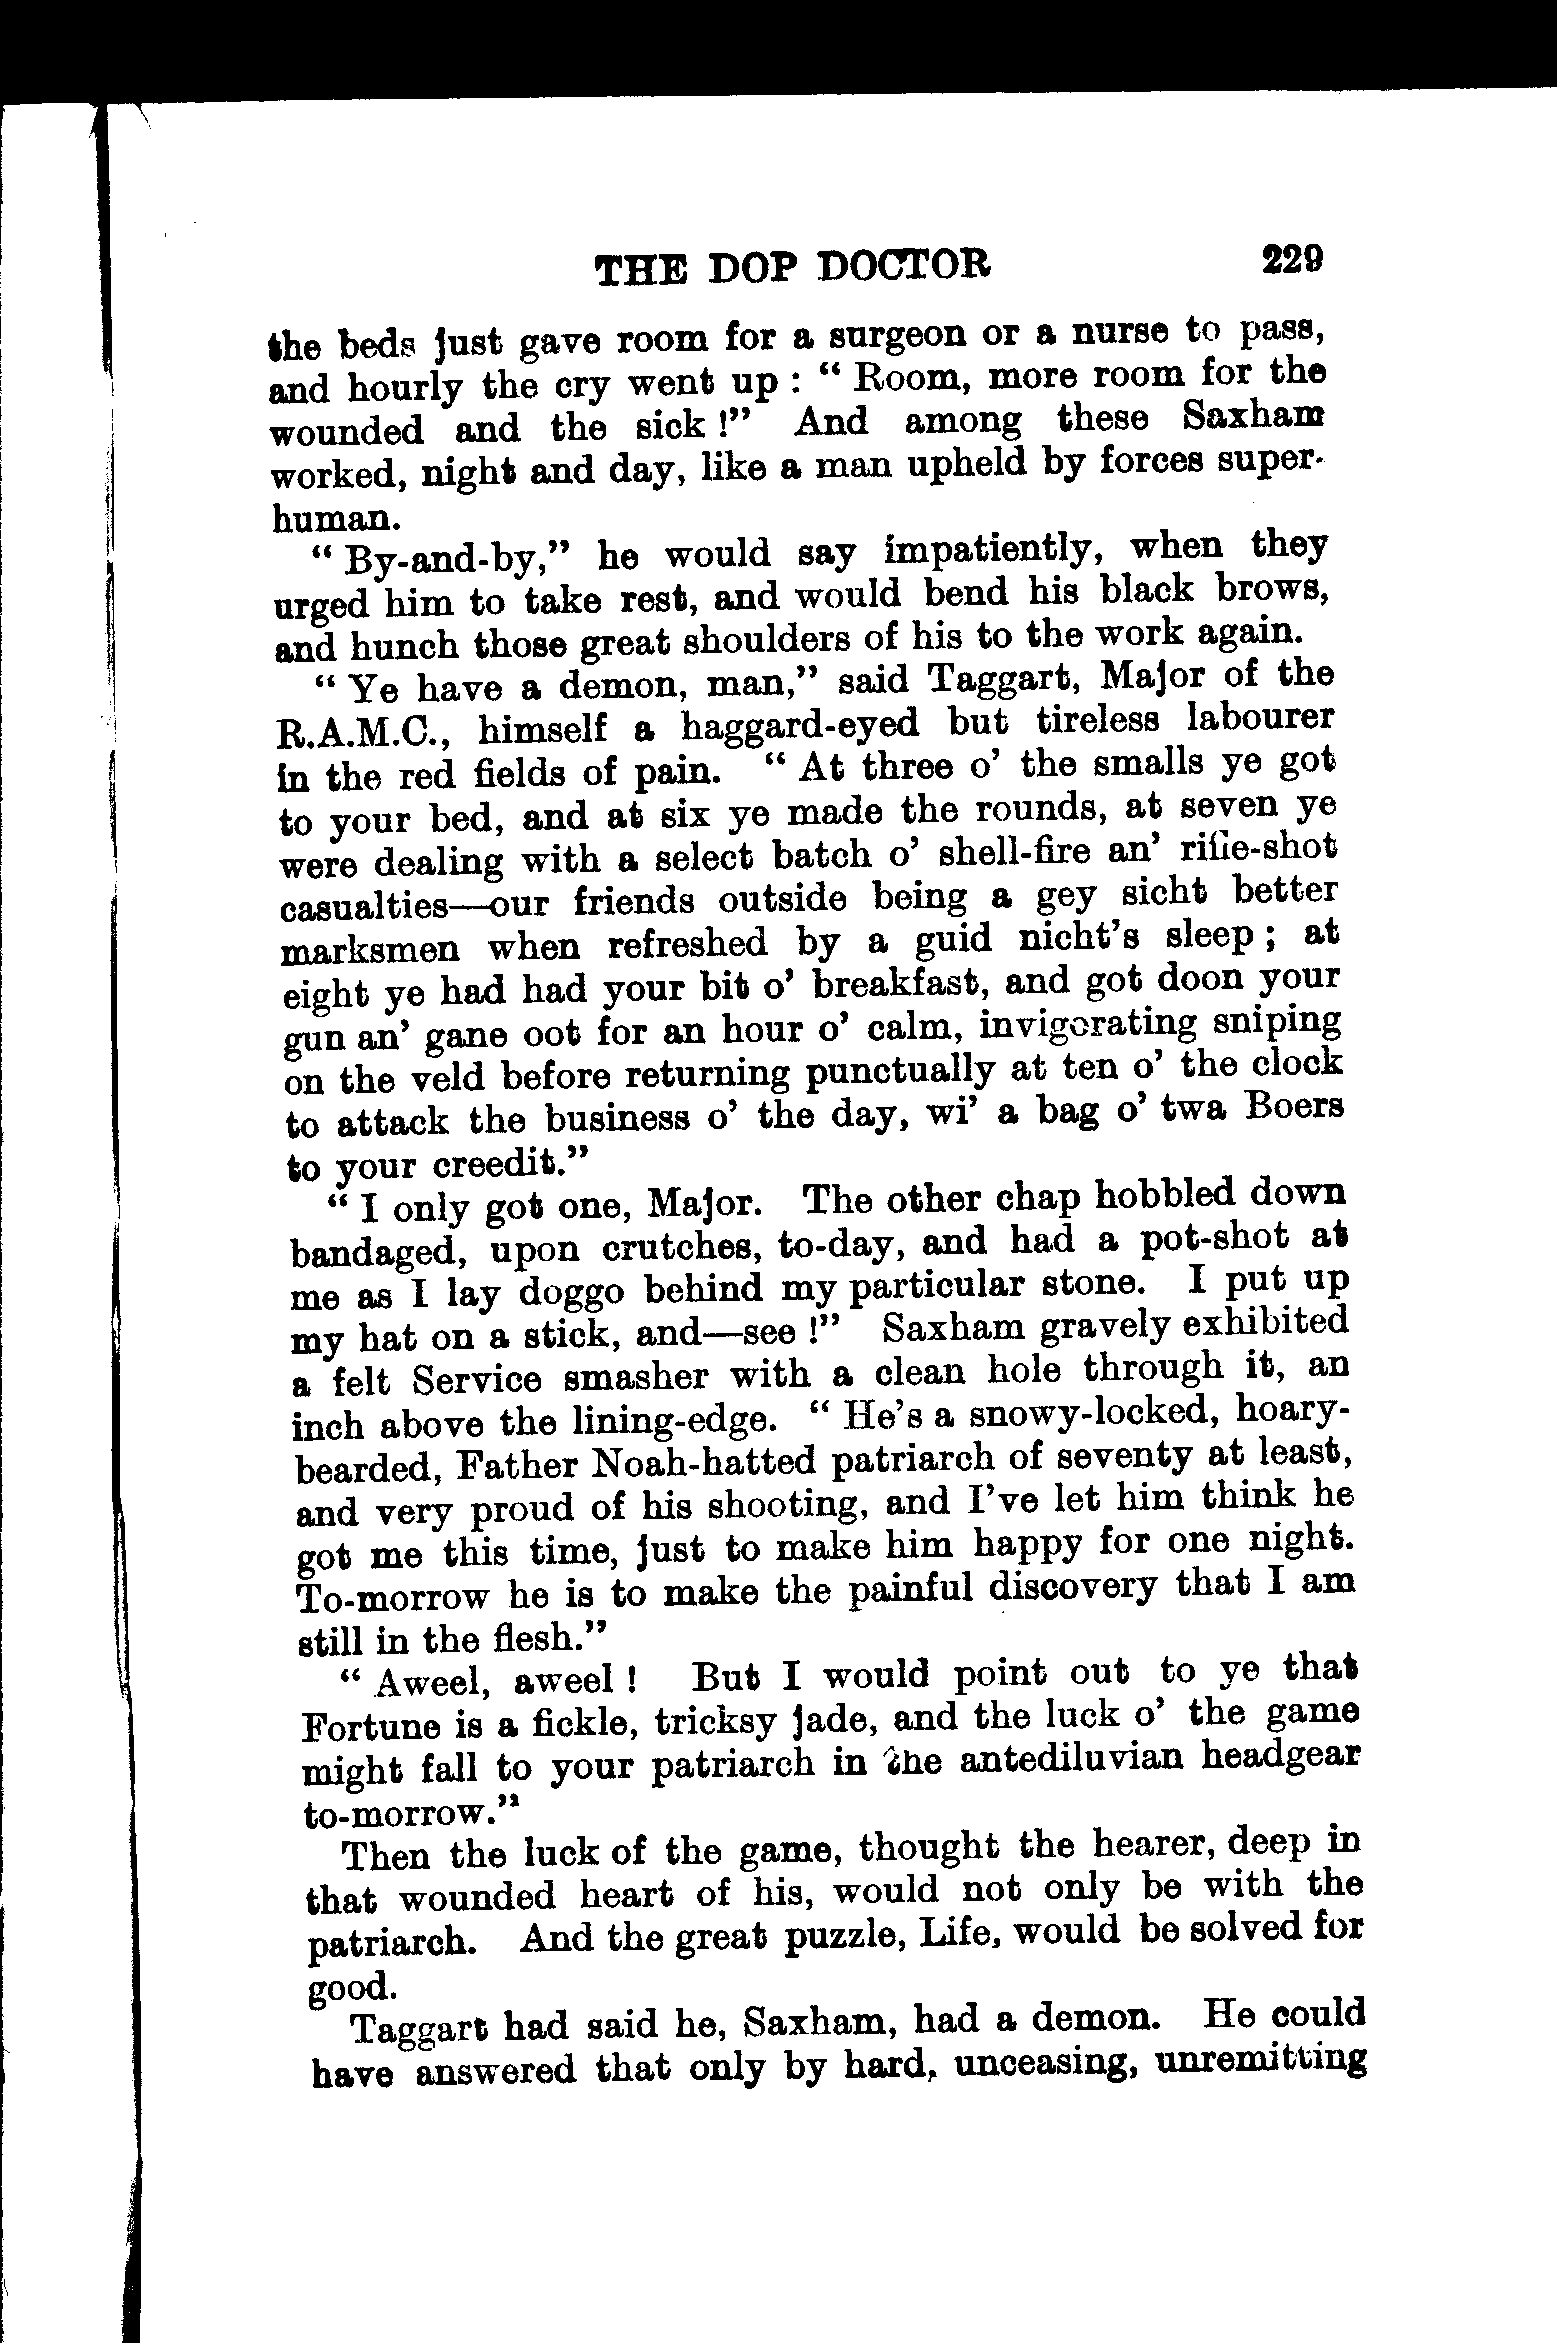 THE DOP DOCTOR 229
the beds just gave room for a surgeon or a nurse to pass,
and hourly the cry went up : “ Room, more room for the
wounded and the sick !” And among these Saxham
worked, night and day, like a man upheld by forces super-
human.
“ By-and-by,” he would say impatiently, when they
urged him to take rest, and would bend his black brows,
and hunch those great shoulders of his to the work again.
“ Ye have a demon, man,” said Taggart, Major of the
R.A.M.C., himself a haggard-eyed but tireless labourer
in the red fields of pain. “ At three o’ the smalls ye got
to your bed, and at six ye made the rounds, at seven ye
were dealing with a select batch o’ shell-fire an’ rifle-shot
casualties—our friends outside being a gey sicht better
marksmen when refreshed by a guid nicht’s sleep ; at
eight ye had had your bit o’ breakfast, and got doon your
gun an’ gane oot for an hour o’ calm, invigorating sniping
on the veld before returning punctually at ten o’ the clock
to attack the business o’ the day, wi’ a bag o’ twa Boers
to your creedit.”
“ I only got one, Major. The other chap hobbled down
bandaged, upon crutches, to-day, and had a pot-shot at
me as I lay doggo behind my particular stone. I put up
my hat on a stick, and—see !” Saxham gravely exhibited
a felt Service smasher with a clean hole through it, an
inch above the lining-edge. “ He’s a snowy-locked, hoary-
bearded, Father Noah-hatted patriarch of seventy at least,
and very proud of his shooting, and I’ve let him think he
got me this time, just to make him happy for one night.
To-morrow he is to make the painful discovery that I am
still in the flesh.”
“ Aweel, aweel ! But I would point out to ye that
Fortune is a fickle, tricksy jade, and the luck o’ the game
might fall to your patriarch in the antediluvian headgear
to-morrow.”
Then the luck of the game, thought the hearer, deep in
that wounded heart of his, would not only be with the
patriarch. And the great puzzle, Life, would be solved for
good.
Taggart had said he, Saxham, had a demon. He could
have answered that only by hard, unceasing, unremitting